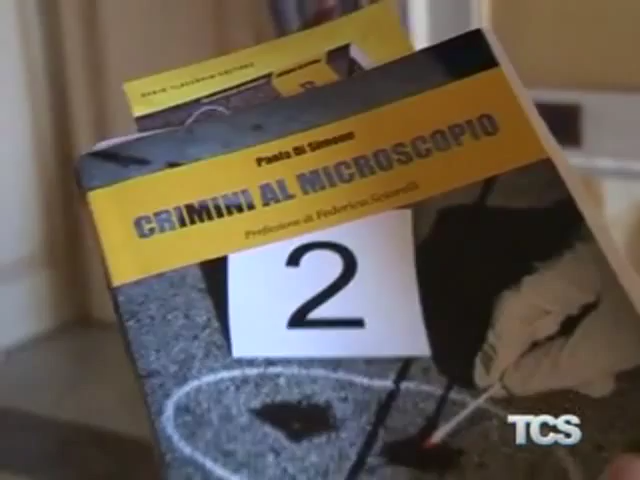 Paola Di Simone
CRIMINI AL MICROSCOPIO
Prefazione di Federica Sciarelli
2
TCS